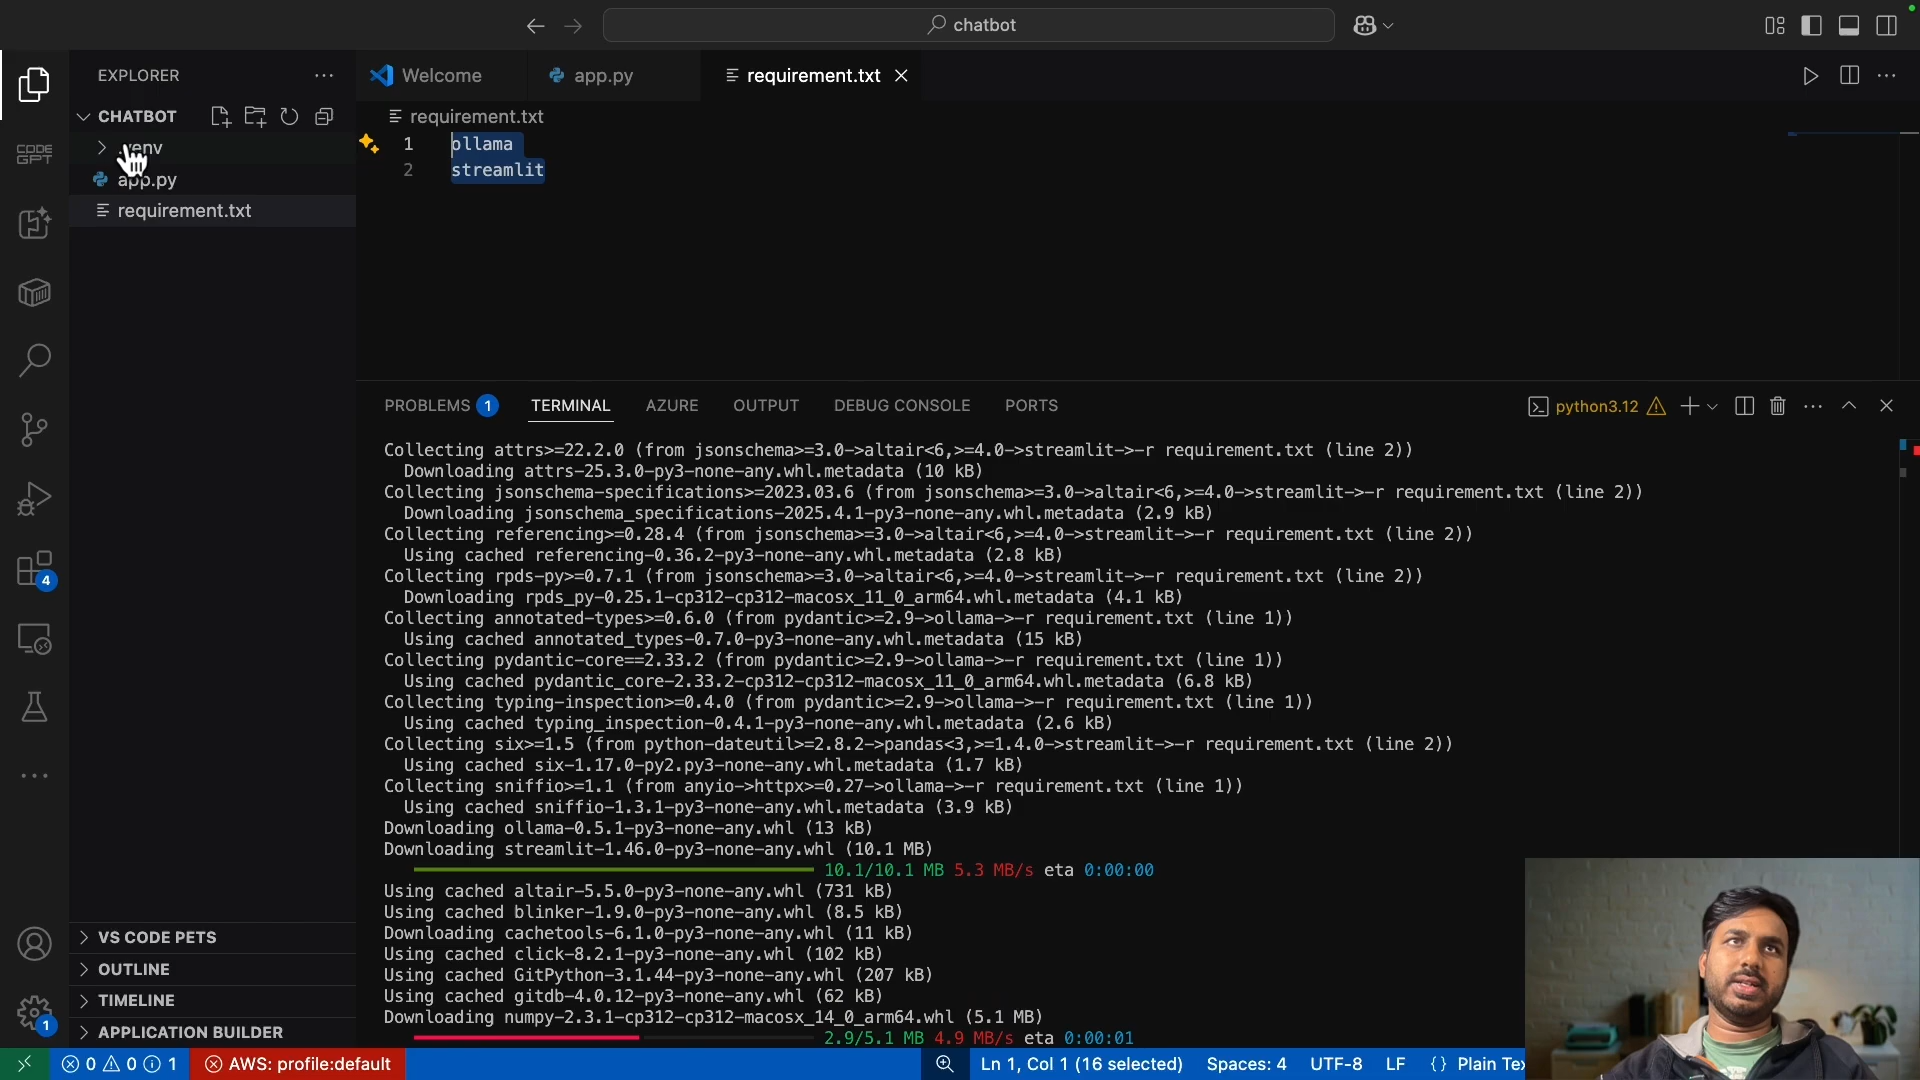 chatbot
EXPLORER
Welcome
app.py
requirement.txt
CHATBOT
requirement.txt
CODE
GPT
app.py
requirement.txt
1 ollama
2 streamlit
PROBLEMS 1 TERMINAL AZURE OUTPUT DEBUG CONSOLE PORTS
python3.12
Collecting attrs>=22.2.0 (from jsonschema>=3.0->altair<6,>=4.0->streamlit->-r requirement.txt (line 2))
Downloading attrs-25.3.0-py3-none-any.whl.metadata (10 kB)
Collecting jsonschema-specifications>=2023.03.6 (from jsonschema>=3.0->altair<6,>=4.0->streamlit->-r requirement.txt (line 2))
Downloading jsonschema_specifications-2025.4.1-py3-none-any.whl.metadata (2.9 kB)
Collecting referencing>=0.28.4 (from jsonschema>=3.0->altair<6,>=4.0->streamlit->-r requirement.txt (line 2))
Using cached referencing-0.36.2-py3-none-any.whl.metadata (2.8 kB)
Collecting rpds-py>=0.7.1 (from jsonschema>=3.0->altair<6,>=4.0->streamlit->-r requirement.txt (line 2))
Downloading rpds_py-0.25.1-cp312-cp312-macosx_11_0_arm64.whl.metadata (4.1 kB)
Collecting annotated-types>=0.6.0 (from pydantic>=2.9->ollama->-r requirement.txt (line 1))
Using cached annotated_types-0.7.0-py3-none-any.whl.metadata (15 kB)
Collecting pydantic-core==2.33.2 (from pydantic>=2.9->ollama->-r requirement.txt (line 1))
Using cached pydantic_core-2.33.2-cp312-cp312-macosx_11_0_arm64.whl.metadata (6.8 kB)
Collecting typing-inspection>=0.4.0 (from pydantic>=2.9->ollama->-r requirement.txt (line 1))
Using cached typing_inspection-0.4.1-py3-none-any.whl.metadata (2.6 kB)
Collecting six>=1.5 (from python-dateutil>=2.8.2->pandas<3,>=1.4.0->streamlit->-r requirement.txt (line 2))
Using cached six-1.17.0-py2.py3-none-any.whl.metadata (1.7 kB)
Collecting sniffio>=1.1 (from anyio->httpx>=0.27->ollama->-r requirement.txt (line 1))
Using cached sniffio-1.3.1-py3-none-any.whl.metadata (3.9 kB)
Downloading ollama-0.5.1-py3-none-any.whl (13 kB)
Downloading streamlit-1.46.0-py3-none-any.whl (10.1 MB)
10.1/10.1 MB 5.3 MB/s eta 0:00:00
Using cached altair-5.5.0-py3-none-any.whl (731 kB)
Using cached blinker-1.9.0-py3-none-any.whl (8.5 kB)
Downloading cachetools-6.1.0-py3-none-any.whl (11 kB)
Using cached click-8.2.1-py3-none-any.whl (102 kB)
Using cached GitPython-3.1.44-py3-none-any.whl (207 kB)
Using cached gitdb-4.0.12-py3-none-any.whl (62 kB)
Downloading numpy-2.3.1-cp312-cp312-macosx_14_0_arm64.whl (5.1 MB)
2.9/5.1 MB 4.9 MB/s eta 0:00:01
4
VS CODE PETS
OUTLINE
TIMELINE
APPLICATION BUILDER
1
0 0 1 AWS: profile:default
Ln 1, Col 1 (16 selected) Spaces: 4 UTF-8 LF {} Plain